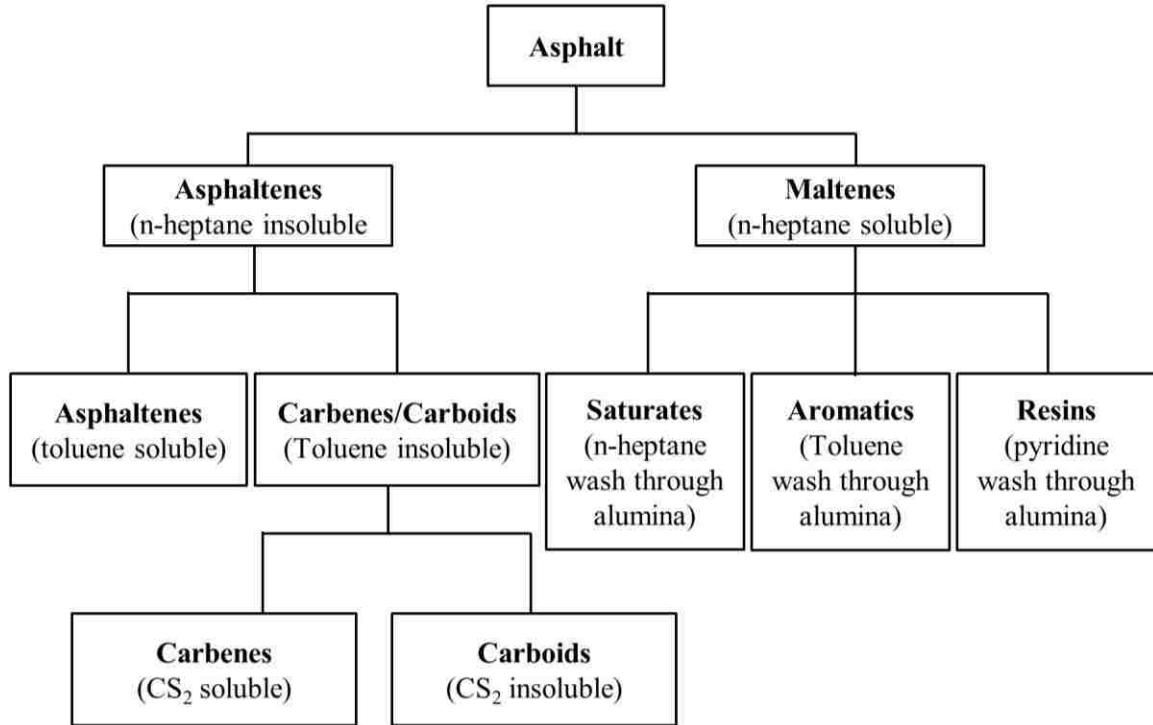 Asphalt
Asphaltenes
(n-heptane insoluble
Maltenes
(n-heptane soluble)
Asphaltenes
(toluene soluble)
Carbenes/Carboids
(Toluene insoluble)
Saturates
(n-heptane
wash through
alumina)
Aromatics
(Toluene
wash through
alumina)
Resins
(pyridine
wash through
alumina)
Carbenes
(CS₂ soluble)
Carboids
(CS₂ insoluble)